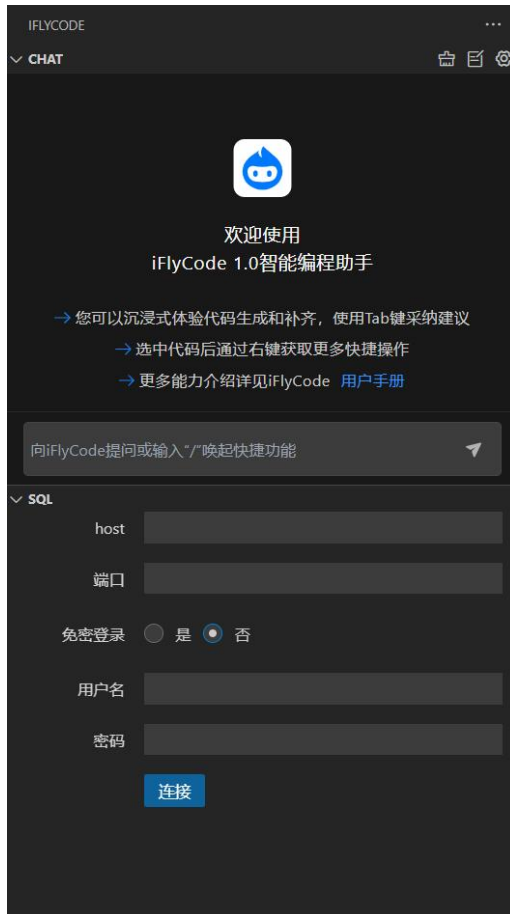 IFLYCODE
CHAT
欢迎使用
iFlyCode 1.0智能编程助手
→ 您可以沉浸式体验代码生成和补齐，使用Tab键采纳建议
→ 选中代码后通过右键获取更多快捷操作
→ 更多能力介绍详见iFlyCode 用户手册
向iFlyCode提问或输入“/”唤起快捷功能
SQL
host
端口
免密登录 是 否
用户名
密码
连接